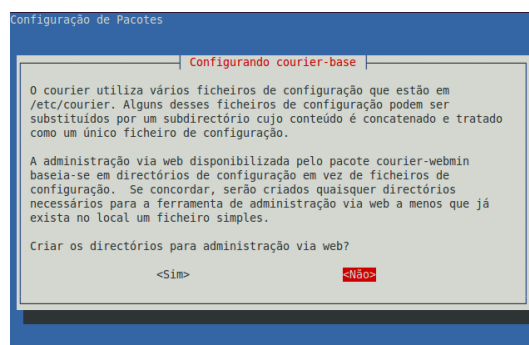 Configuração de Pacotes
Configurando courier-base
O courier utiliza vários ficheiros de configuração que estão em
/etc/courier. Alguns desses ficheiros de configuração podem ser
substituídos por um subdirectório cujo conteúdo é concatenado e tratado
como um único ficheiro de configuração.
A administração via web disponibilizada pelo pacote courier-webmin
baseia-se em directórios de configuração em vez de ficheiros de
configuração.  Se concordar, serão criados quaisquer directórios
necessários para a ferramenta de administração via web a menos que já
exista no local um ficheiro simples.
Criar os directórios para administração via web?
<Sim> <Não>